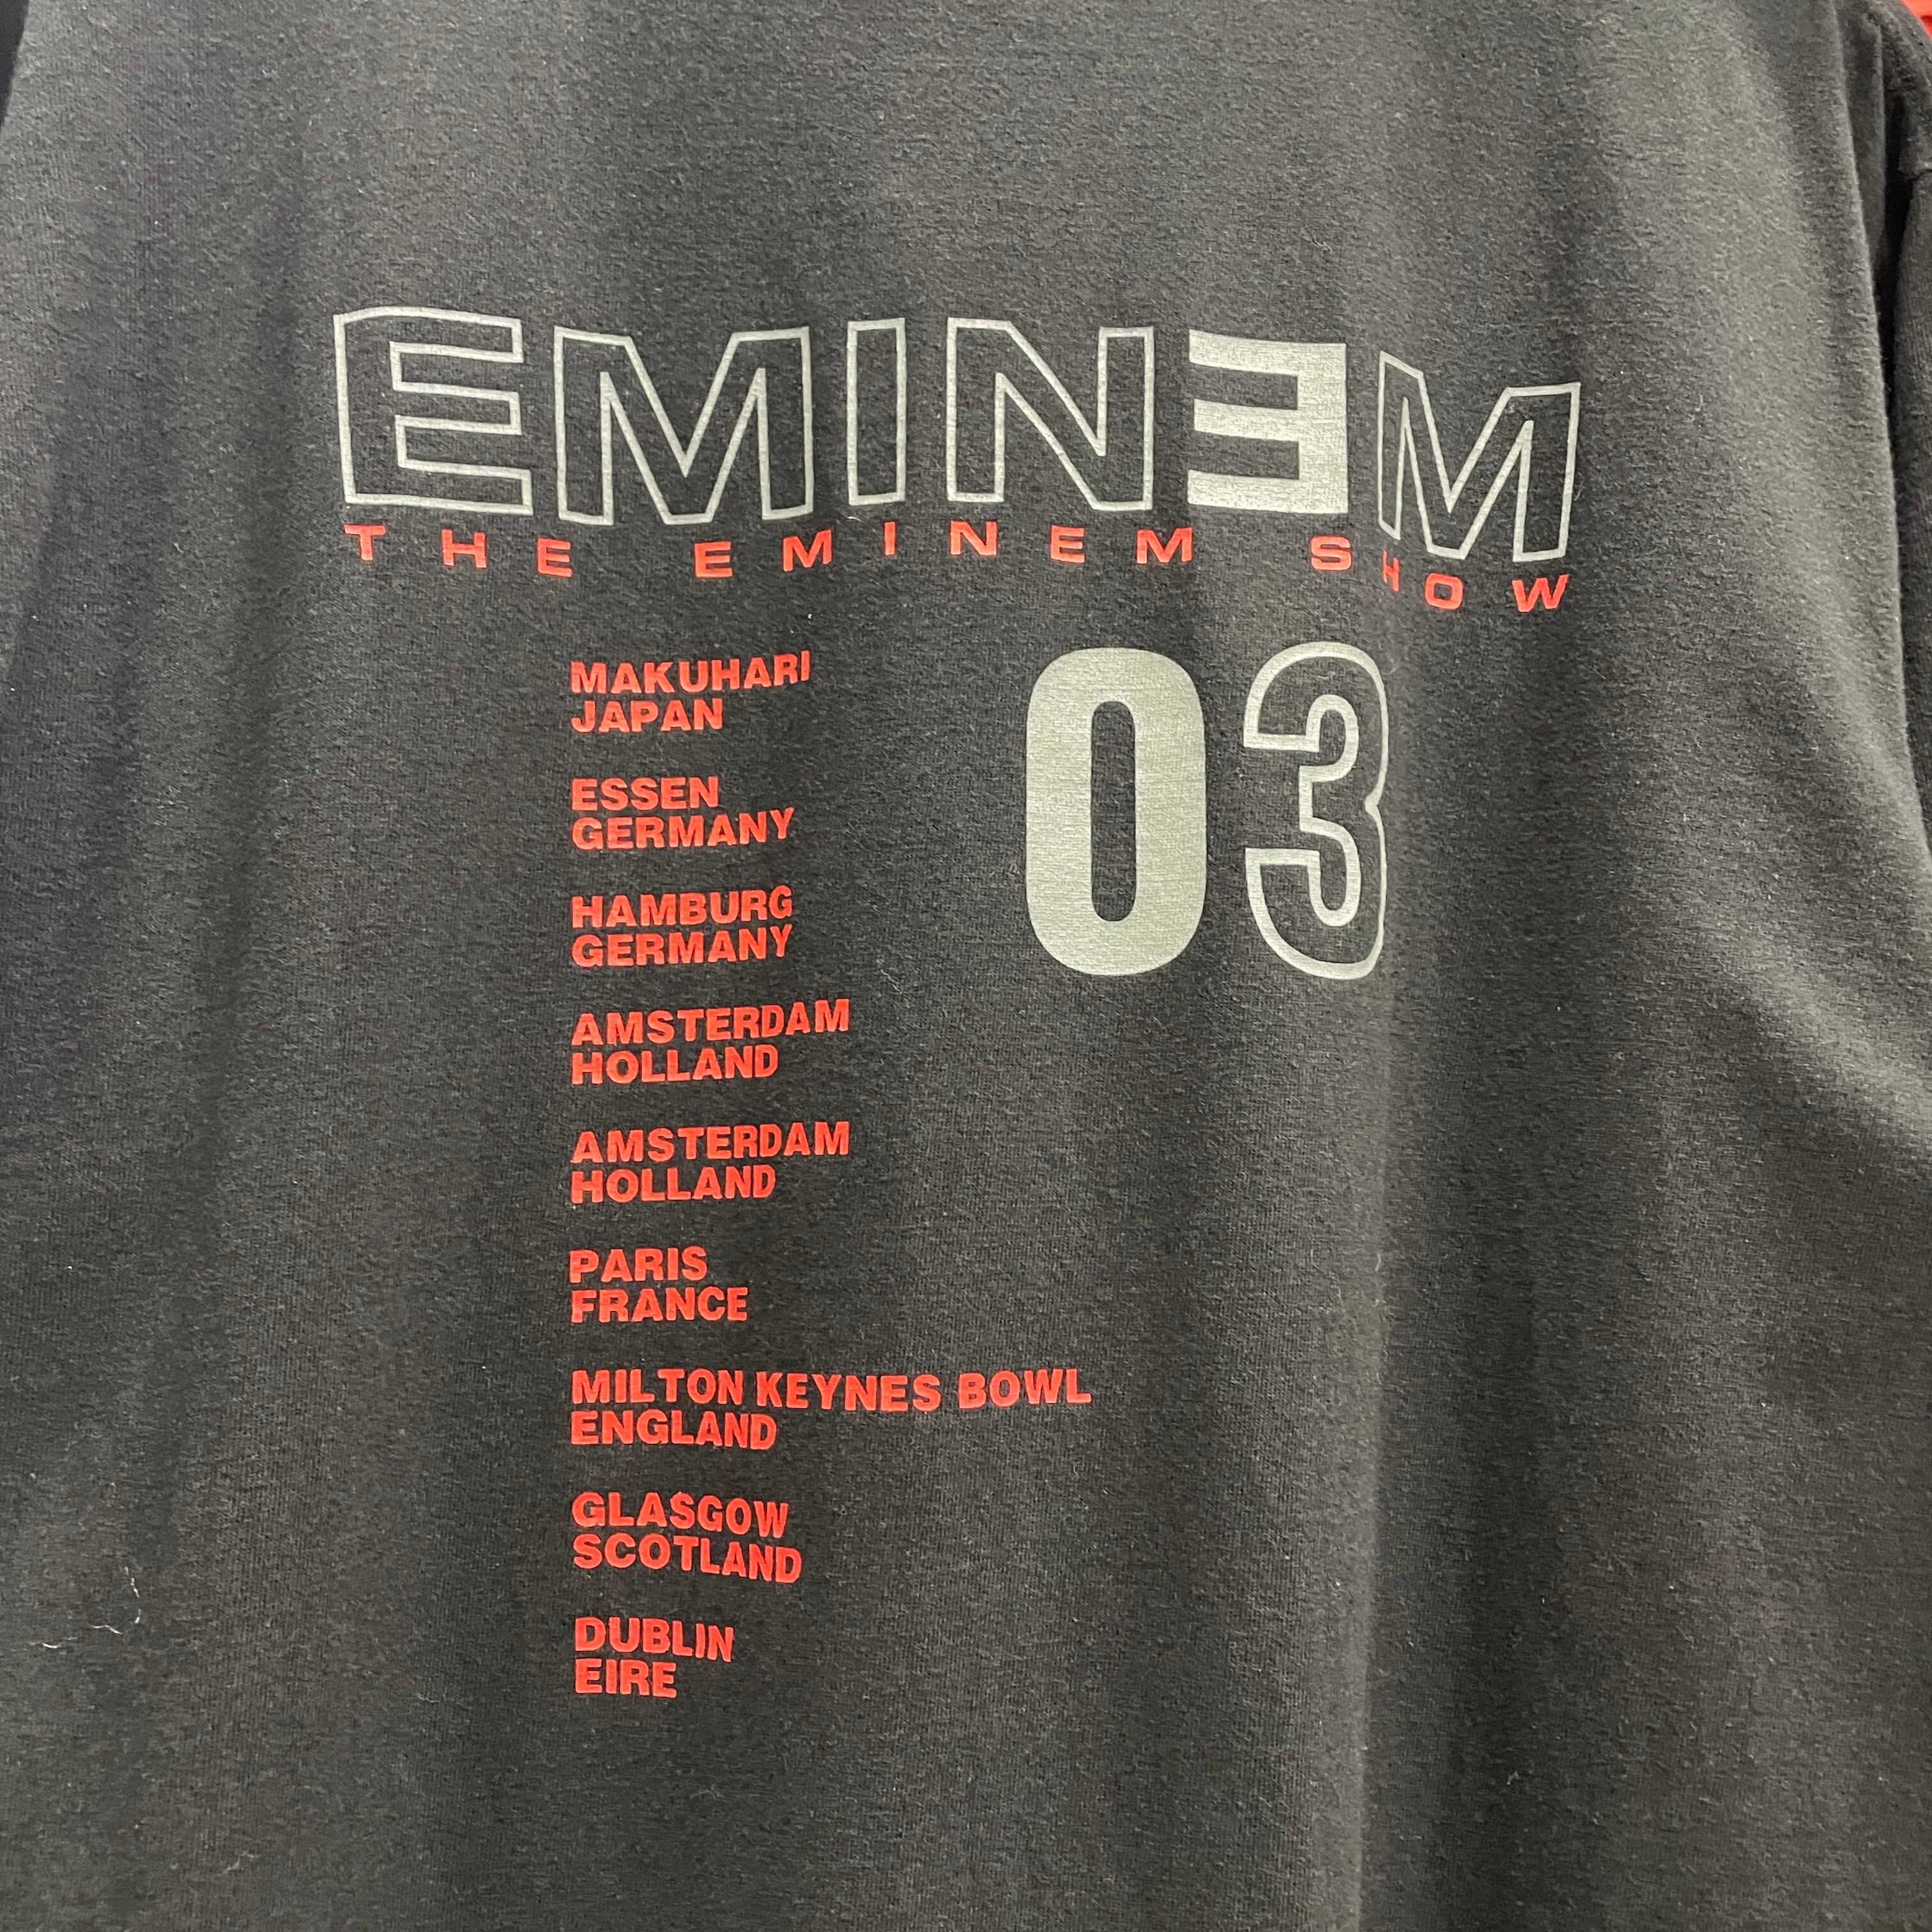 EMINƎM
THE EMINEM SHOW
03
MAKUHARI
JAPAN
ESSEN
GERMANY
HAMBURG
GERMANY
AMSTERDAM
HOLLAND
AMSTERDAM
HOLLAND
PARIS
FRANCE
MILTON KEYNES BOWL
ENGLAND
GLASGOW
SCOTLAND
DUBLIN
EIRE